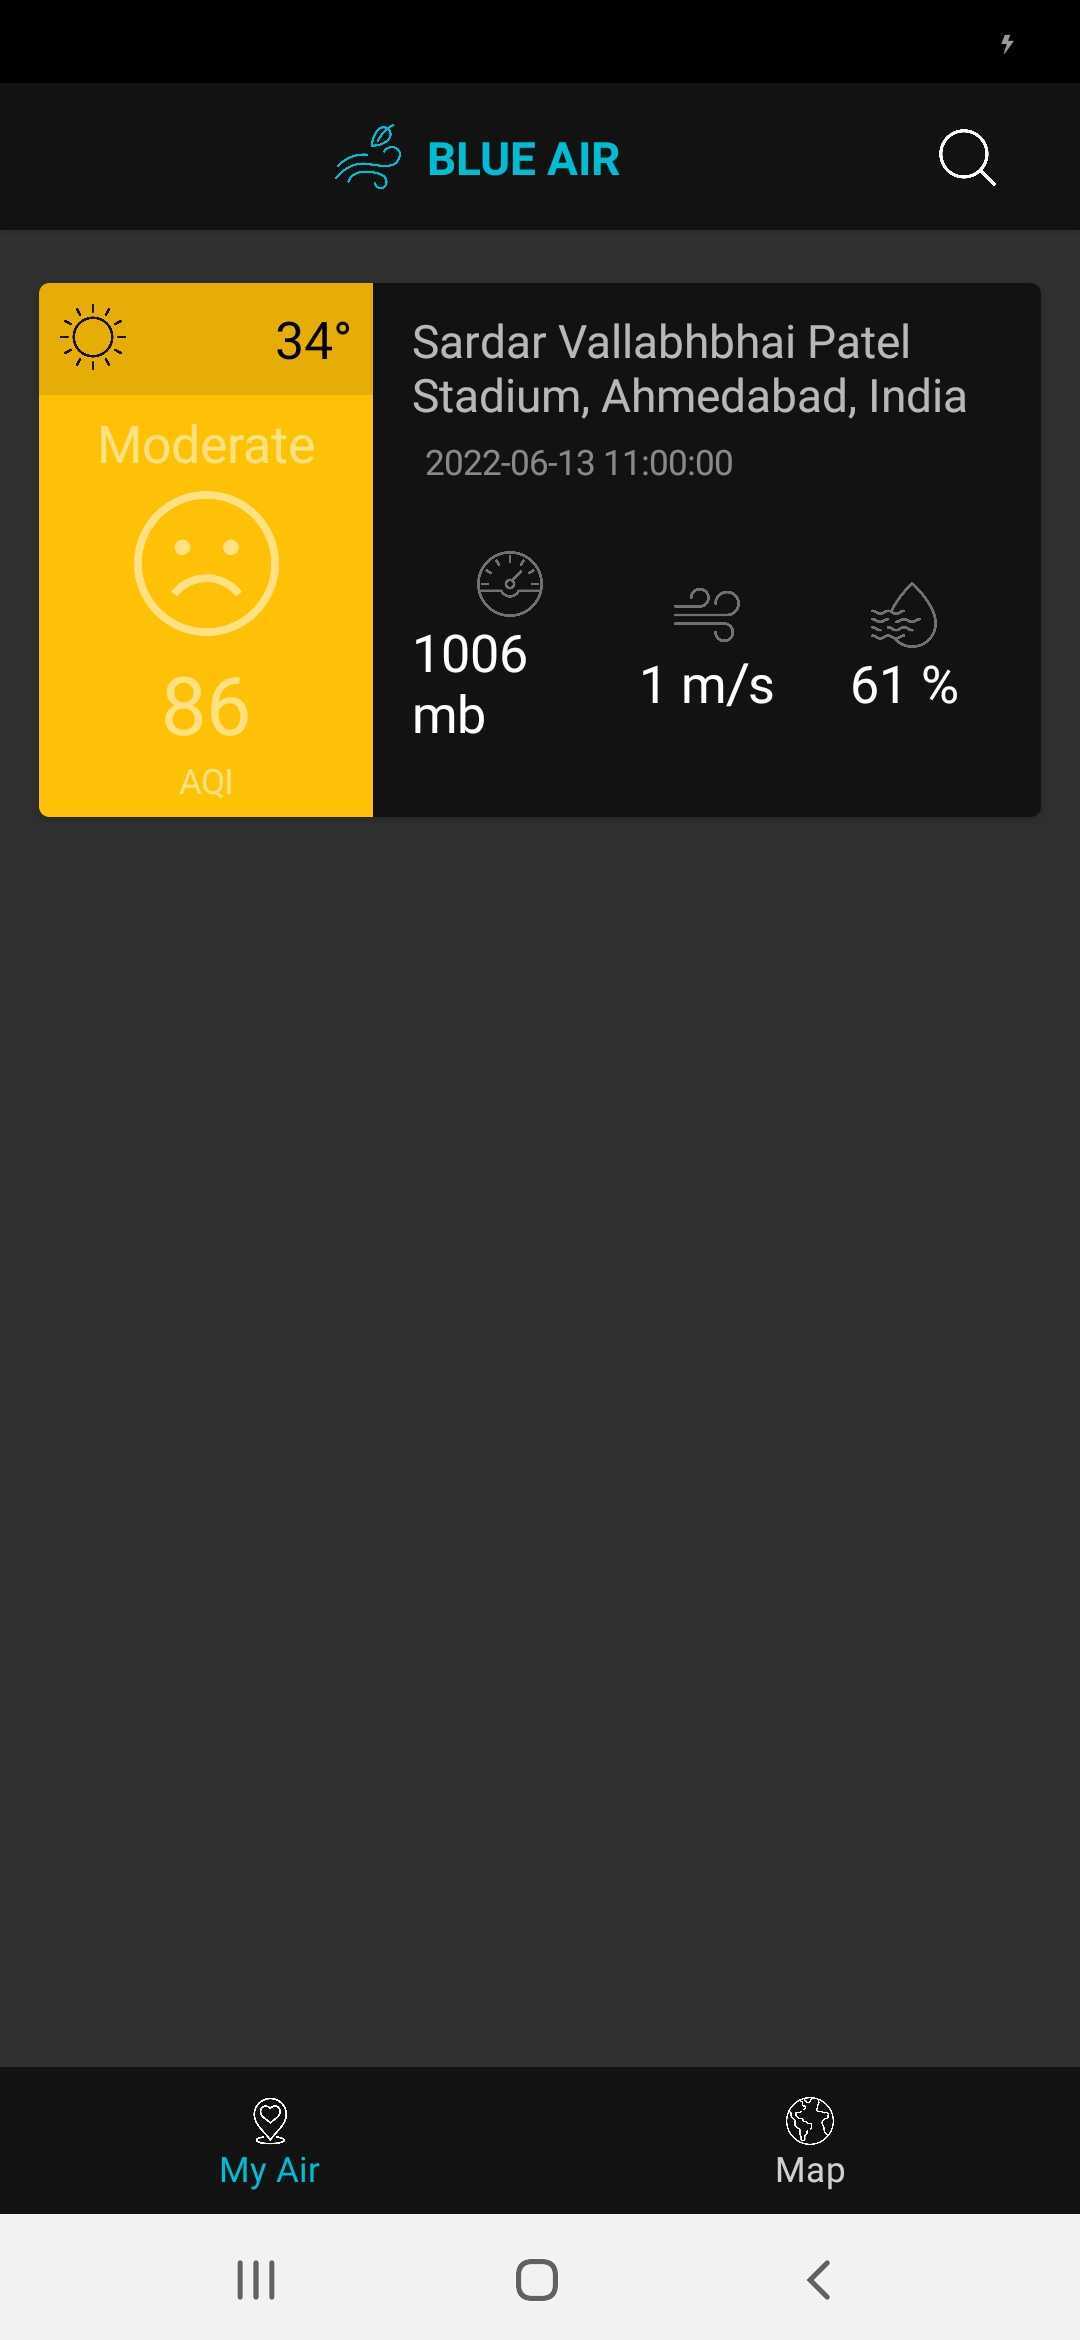 BLUE AIR
34°
Moderate
86
AQI
Sardar Vallabhbhai Patel
Stadium, Ahmedabad, India
2022-06-13 11:00:00
1006
mb
1 m/s
61 %
My Air
Map